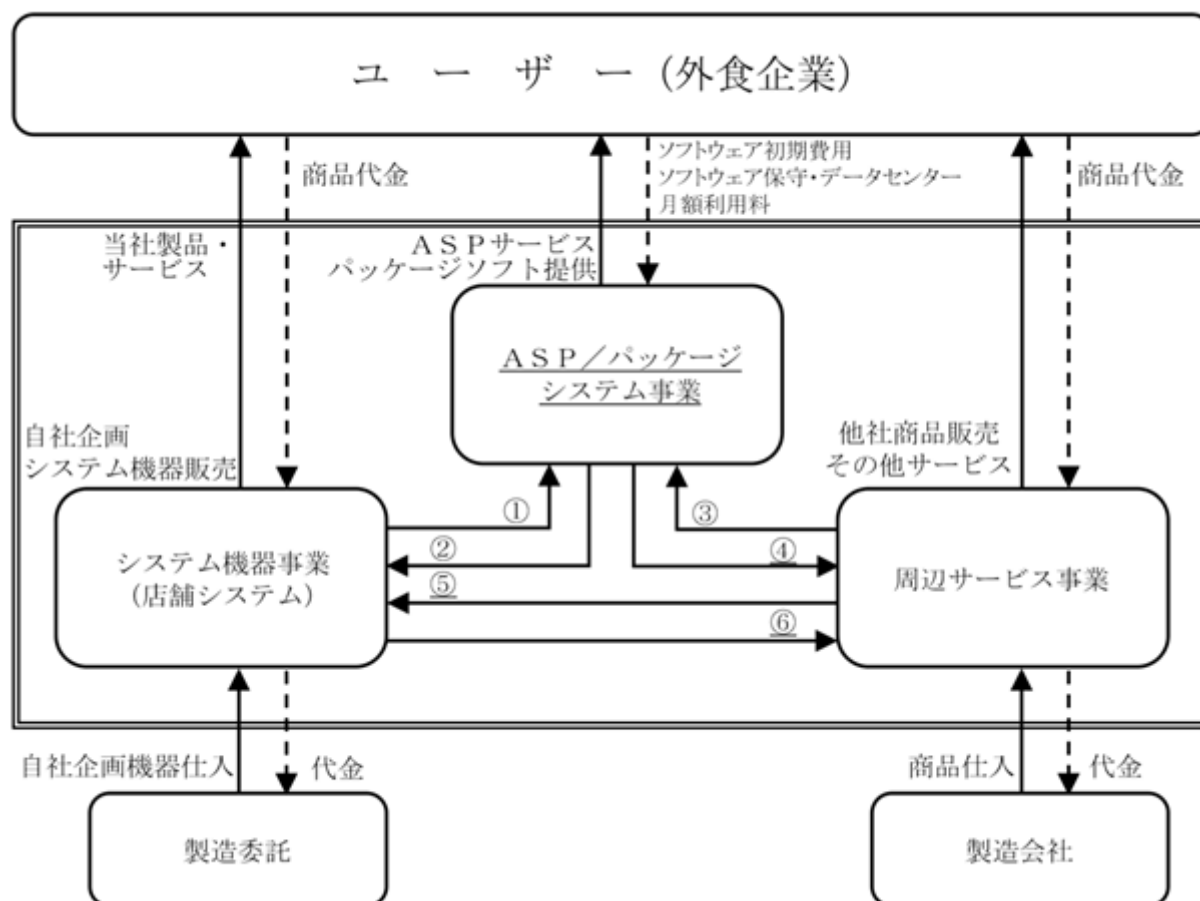 ユーザー(外食企業)
商品代金
ソフトウェア初期費用
ソフトウェア保守・データセンター
月額利用料
商品代金
当社製品・
サービス
ASPサービス
パッケージソフト提供
ASP/パッケージ
システム事業
自社企画
システム機器販売
他社商品販売
その他サービス
①
③
②
④
⑤
⑥
システム機器事業
(店舗システム)
周辺サービス事業
自社企画機器仕入
代金
商品仕入
代金
製造委託
製造会社